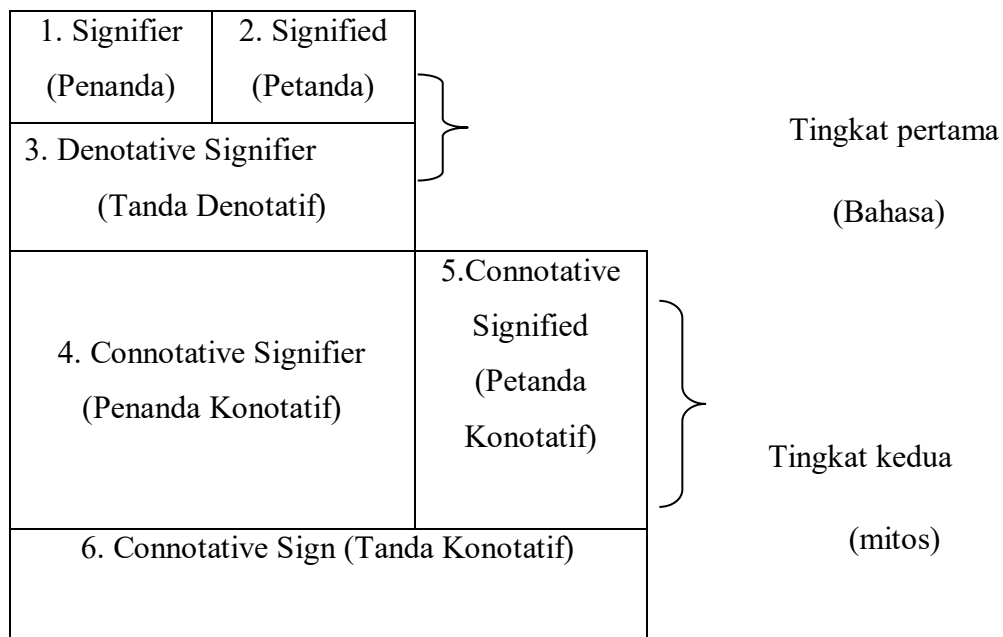 1. Signifier
(Penanda)
2. Signified
(Petanda)
3. Denotative Signifier
(Tanda Denotatif)
Tingkat pertama
(Bahasa)
4. Connotative Signifier
(Penanda Konotatif)
5.Connotative
Signified
(Petanda
Konotatif)
Tingkat kedua
(mitos)
6. Connotative Sign (Tanda Konotatif)